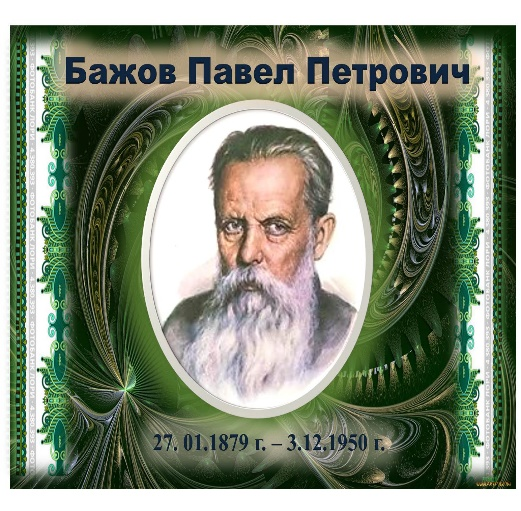 Бажов Павел Петрович
27. 01.1879 г. – 3.12.1950 г.